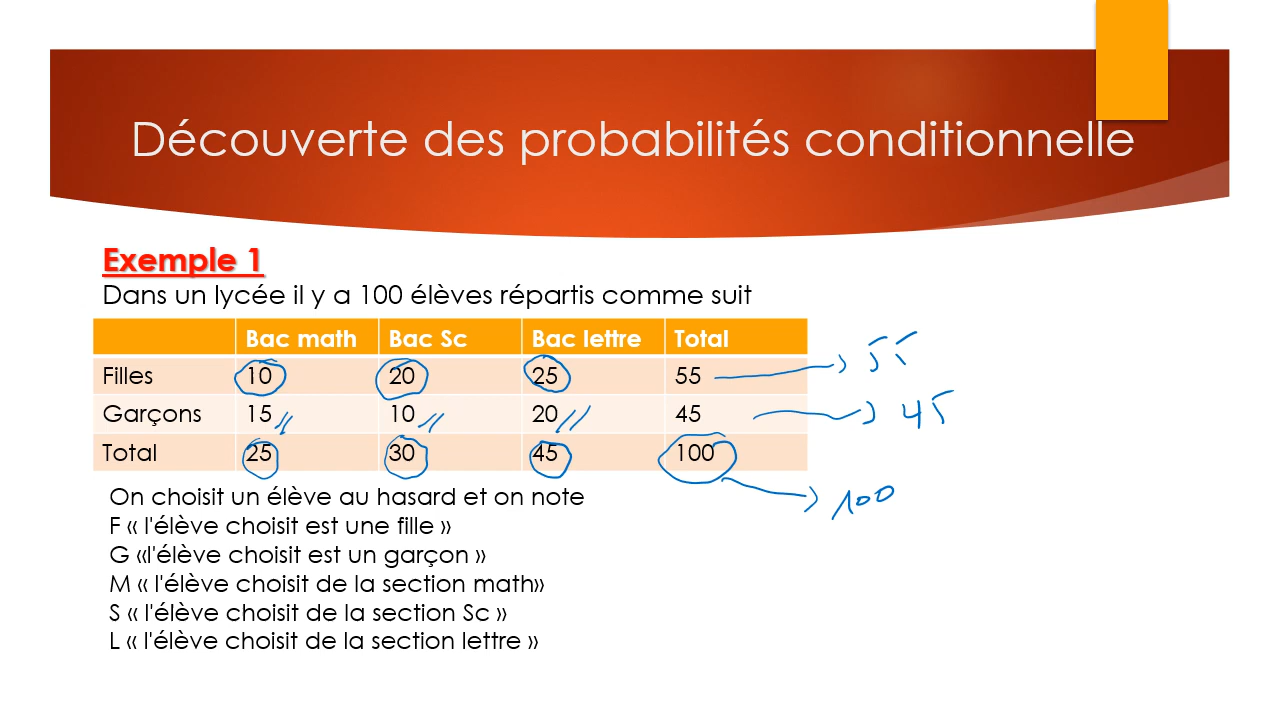 Découverte des probabilités conditionnelle
Exemple 1
Dans un lycée il y a 100 élèves répartis comme suit
Bac math Bac Sc Bac lettre Total
Filles 10 20 25 55 55
Garçons 15 10 20 45 45
Total 25 30 45 100
100
On choisit un élève au hasard et on note
F « l'élève choisit est une fille »
G «l'élève choisit est un garçon »
M « l'élève choisit de la section math»
S « l'élève choisit de la section Sc »
L « l'élève choisit de la section lettre »